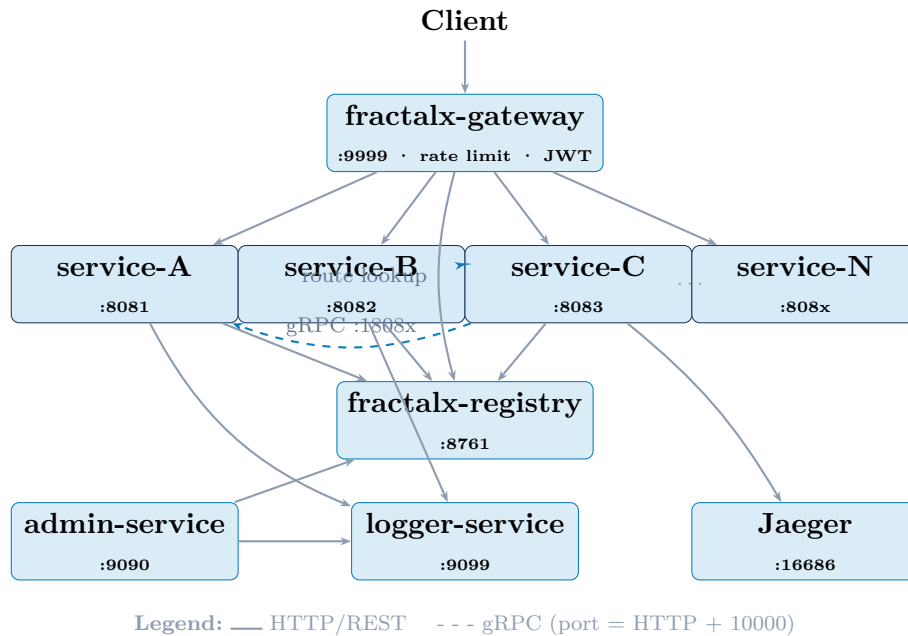 Client
fractalx-gateway
:9999 · rate limit · JWT
service-A
:8081
service-B
:8082
service-C
:8083
service-N
:808x
route lookup
. . .
gRPC :1808x
fractalx-registry
:8761
admin-service
:9090
logger-service
:9099
Jaeger
:16686
Legend: HTTP/REST - - - gRPC (port = HTTP + 10000)